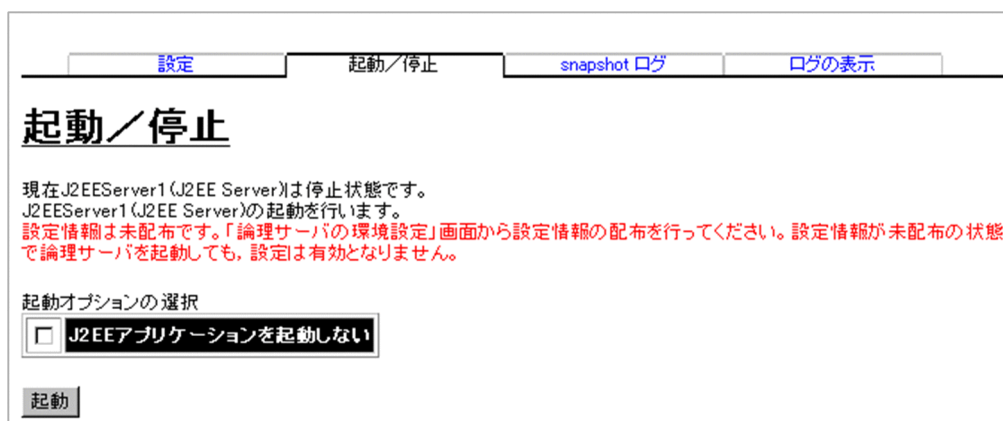 設定 起動／停止 snapshot ログ ログの表示
起動／停止
現在J2EEServer1(J2EE Server)は停止状態です。
J2EEServer1(J2EE Server)の起動を行います。
設定情報は未配布です。「論理サーバの環境設定」画面から設定情報の配布を行ってください。設定情報が未配布の状態
で論理サーバを起動しても，設定は有効となりません。
起動オプションの選択
J2EEアプリケーションを起動しない
起動